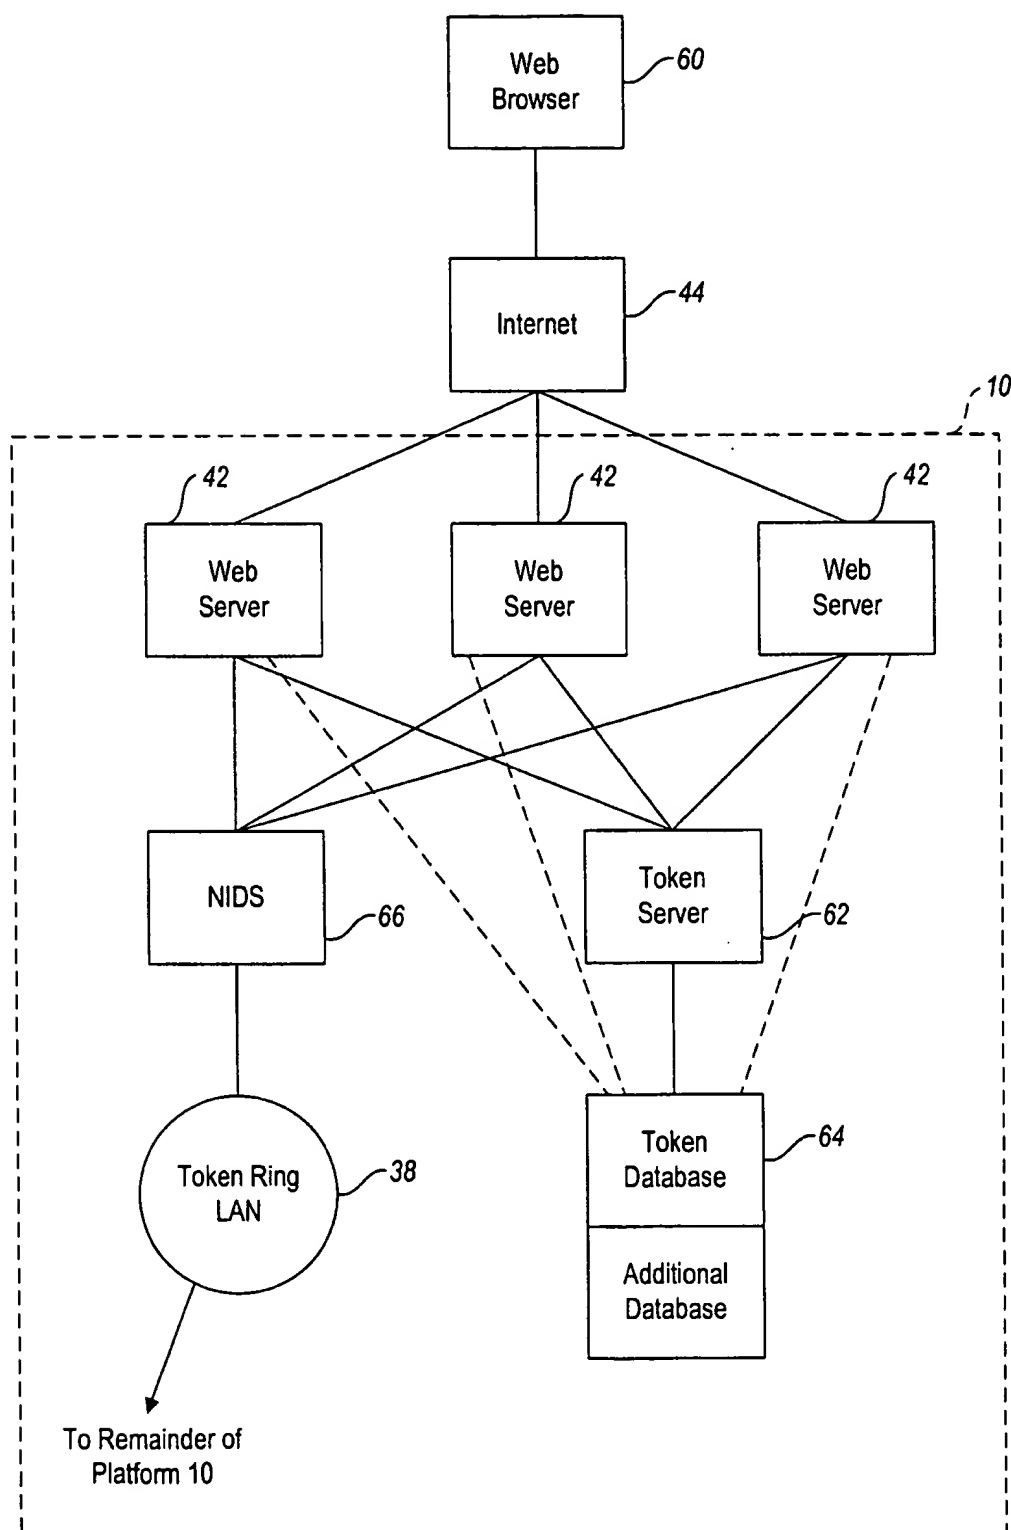 Web
Browser
60
Internet
44
10
42
42
42
Web
Server
Web
Server
Web
Server
NIDS
66
Token
Server
62
Token Ring
LAN
38
Token
Database
64
Additional
Database
To Remainder of
Platform 10